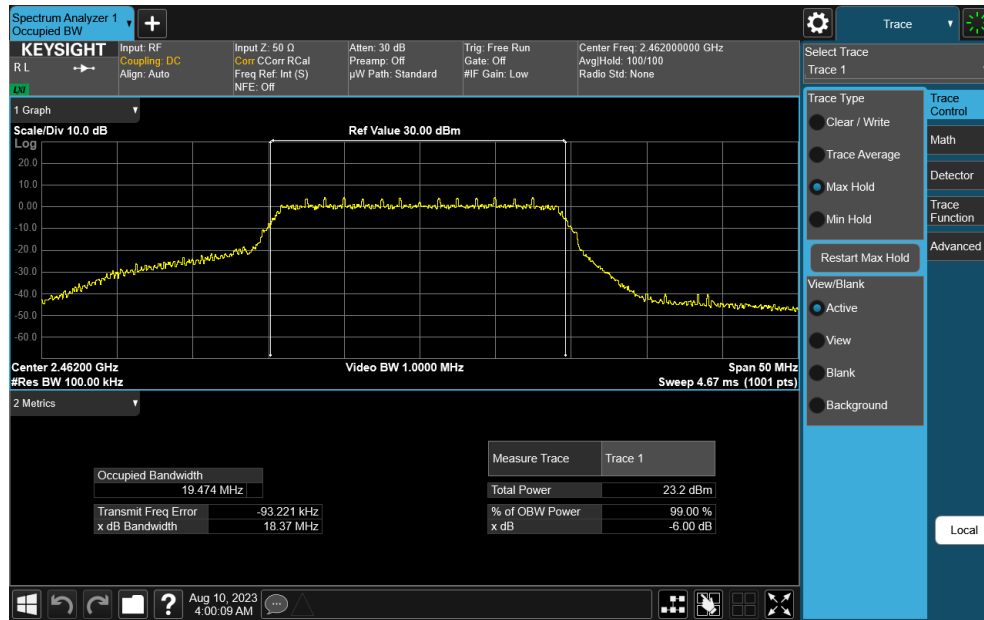 Spectrum Analyzer 1
Occupied BW
Trace
KEYSIGHT
R L
LXI
Input: RF
Coupling: DC
Align: Auto
Input Z: 50 Ω
Corr CCorr RCal
Freq Ref: Int (S)
NFE: Off
Atten: 30 dB
Preamp: Off
µW Path: Standard
Trig: Free Run
Gate: Off
#IF Gain: Low
Center Freq: 2.462000000 GHz
Avg|Hold: 100/100
Radio Std: None
Select Trace
Trace 1
1 Graph
Scale/Div 10.0 dB
Ref Value 30.00 dBm
Log
20.0
10.0
0.00
-10.0
-20.0
-30.0
-40.0
-50.0
-60.0
Center 2.46200 GHz
#Res BW 100.00 kHz
Video BW 1.0000 MHz
Span 50 MHz
Sweep 4.67 ms (1001 pts)
2 Metrics
Occupied Bandwidth
19.474 MHz
Transmit Freq Error -93.221 kHz
x dB Bandwidth 18.37 MHz
Measure Trace Trace 1
Total Power 23.2 dBm
% of OBW Power 99.00 %
x dB -6.00 dB
Trace Type
Clear / Write
Trace Average
Max Hold
Min Hold
Restart Max Hold
View/Blank
Active
View
Blank
Background
Trace
Control
Math
Detector
Trace
Function
Advanced
Local
?
Aug 10, 2023
4:00:09 AM